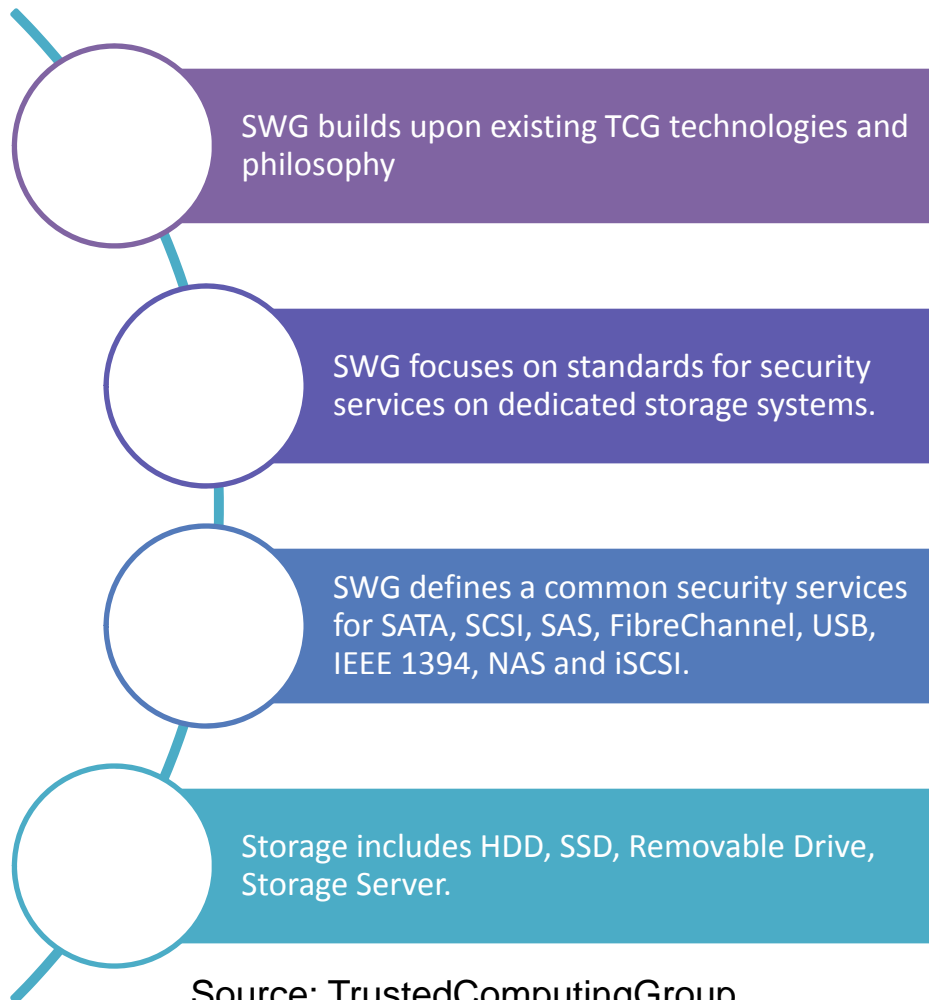 SWG builds upon existing TCG technologies and
philosophy
SWG focuses on standards for security
services on dedicated storage systems.
SWG defines a common security services
for SATA, SCSI, SAS, FibreChannel, USB,
IEEE 1394, NAS and iSCSI.
Storage includes HDD, SSD, Removable Drive,
Storage Server.
Source: TrustedComputingGroup